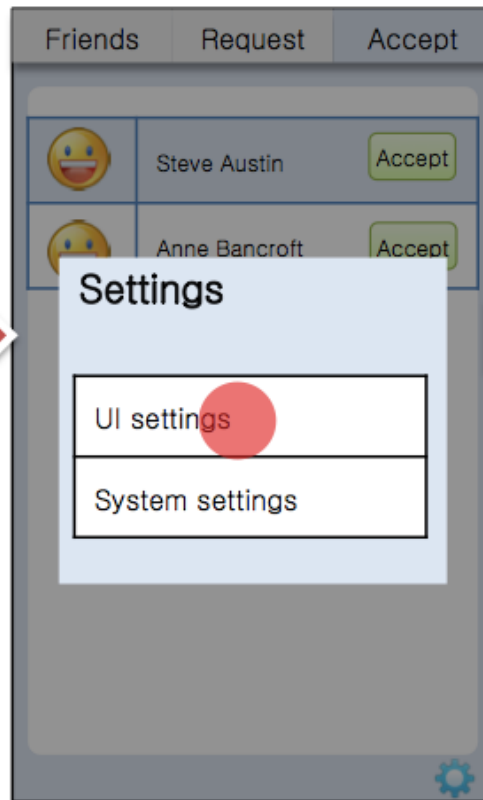 Friends Request Accept
Steve Austin Accept
Anne Bancroft Accept
Settings
UI settings
System settings